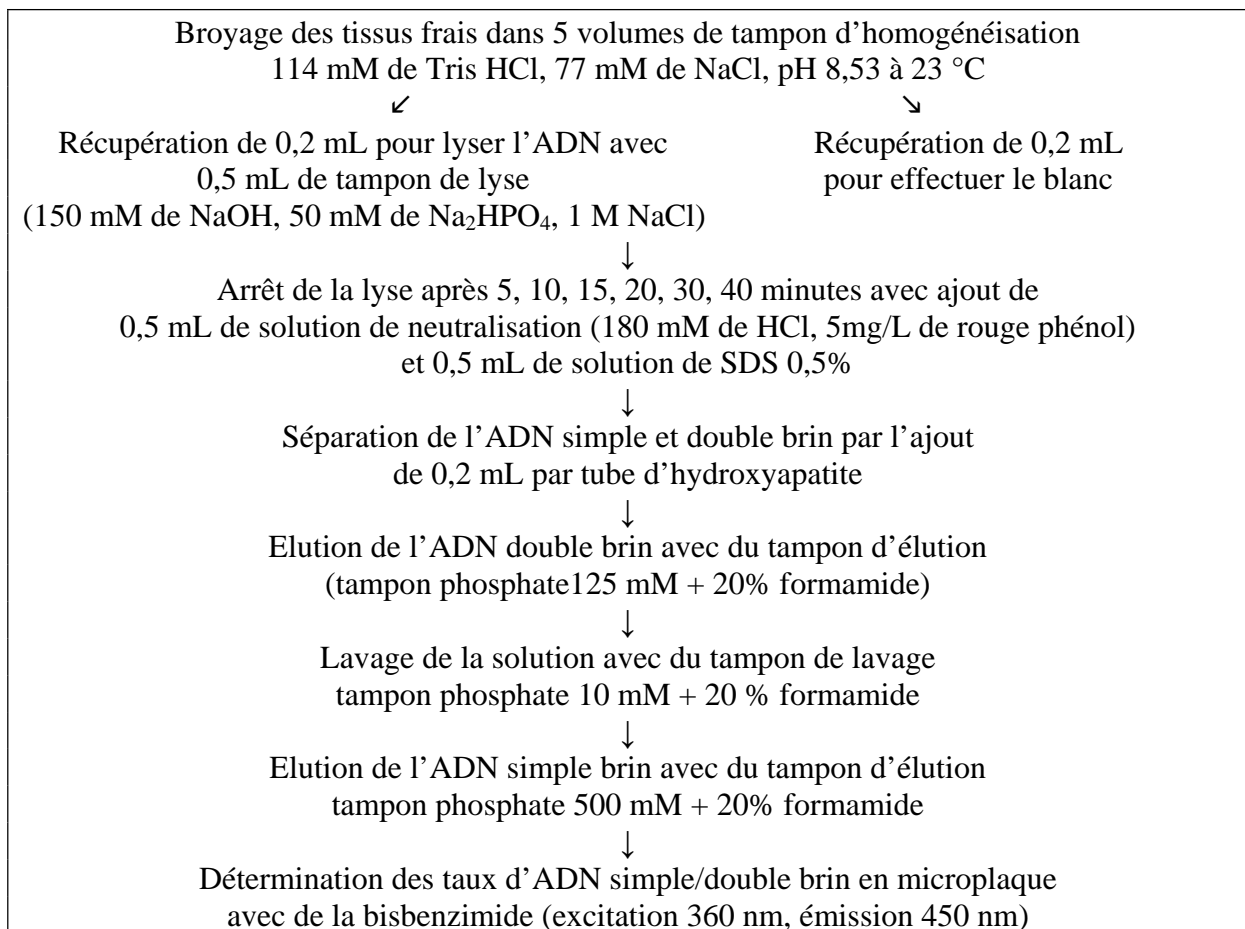 Broyage des tissus frais dans 5 volumes de tampon d’homogénéisation
114 mM de Tris HCl, 77 mM de NaCl, pH 8,53 à 23 °C
↙ ↘
Récupération de 0,2 mL pour lyser l’ADN avec
0,5 mL de tampon de lyse
(150 mM de NaOH, 50 mM de Na₂HPO₄, 1 M NaCl)
Récupération de 0,2 mL
pour effectuer le blanc
↓
Arrêt de la lyse après 5, 10, 15, 20, 30, 40 minutes avec ajout de
0,5 mL de solution de neutralisation (180 mM de HCl, 5mg/L de rouge phénol)
et 0,5 mL de solution de SDS 0,5%
↓
Séparation de l’ADN simple et double brin par l’ajout
de 0,2 mL par tube d’hydroxyapatite
↓
Elution de l’ADN double brin avec du tampon d’élution
(tampon phosphate125 mM + 20% formamide)
↓
Lavage de la solution avec du tampon de lavage
tampon phosphate 10 mM + 20 % formamide
↓
Elution de l’ADN simple brin avec du tampon d’élution
tampon phosphate 500 mM + 20% formamide
↓
Détermination des taux d’ADN simple/double brin en microplaque
avec de la bisbenzimide (excitation 360 nm, émission 450 nm)